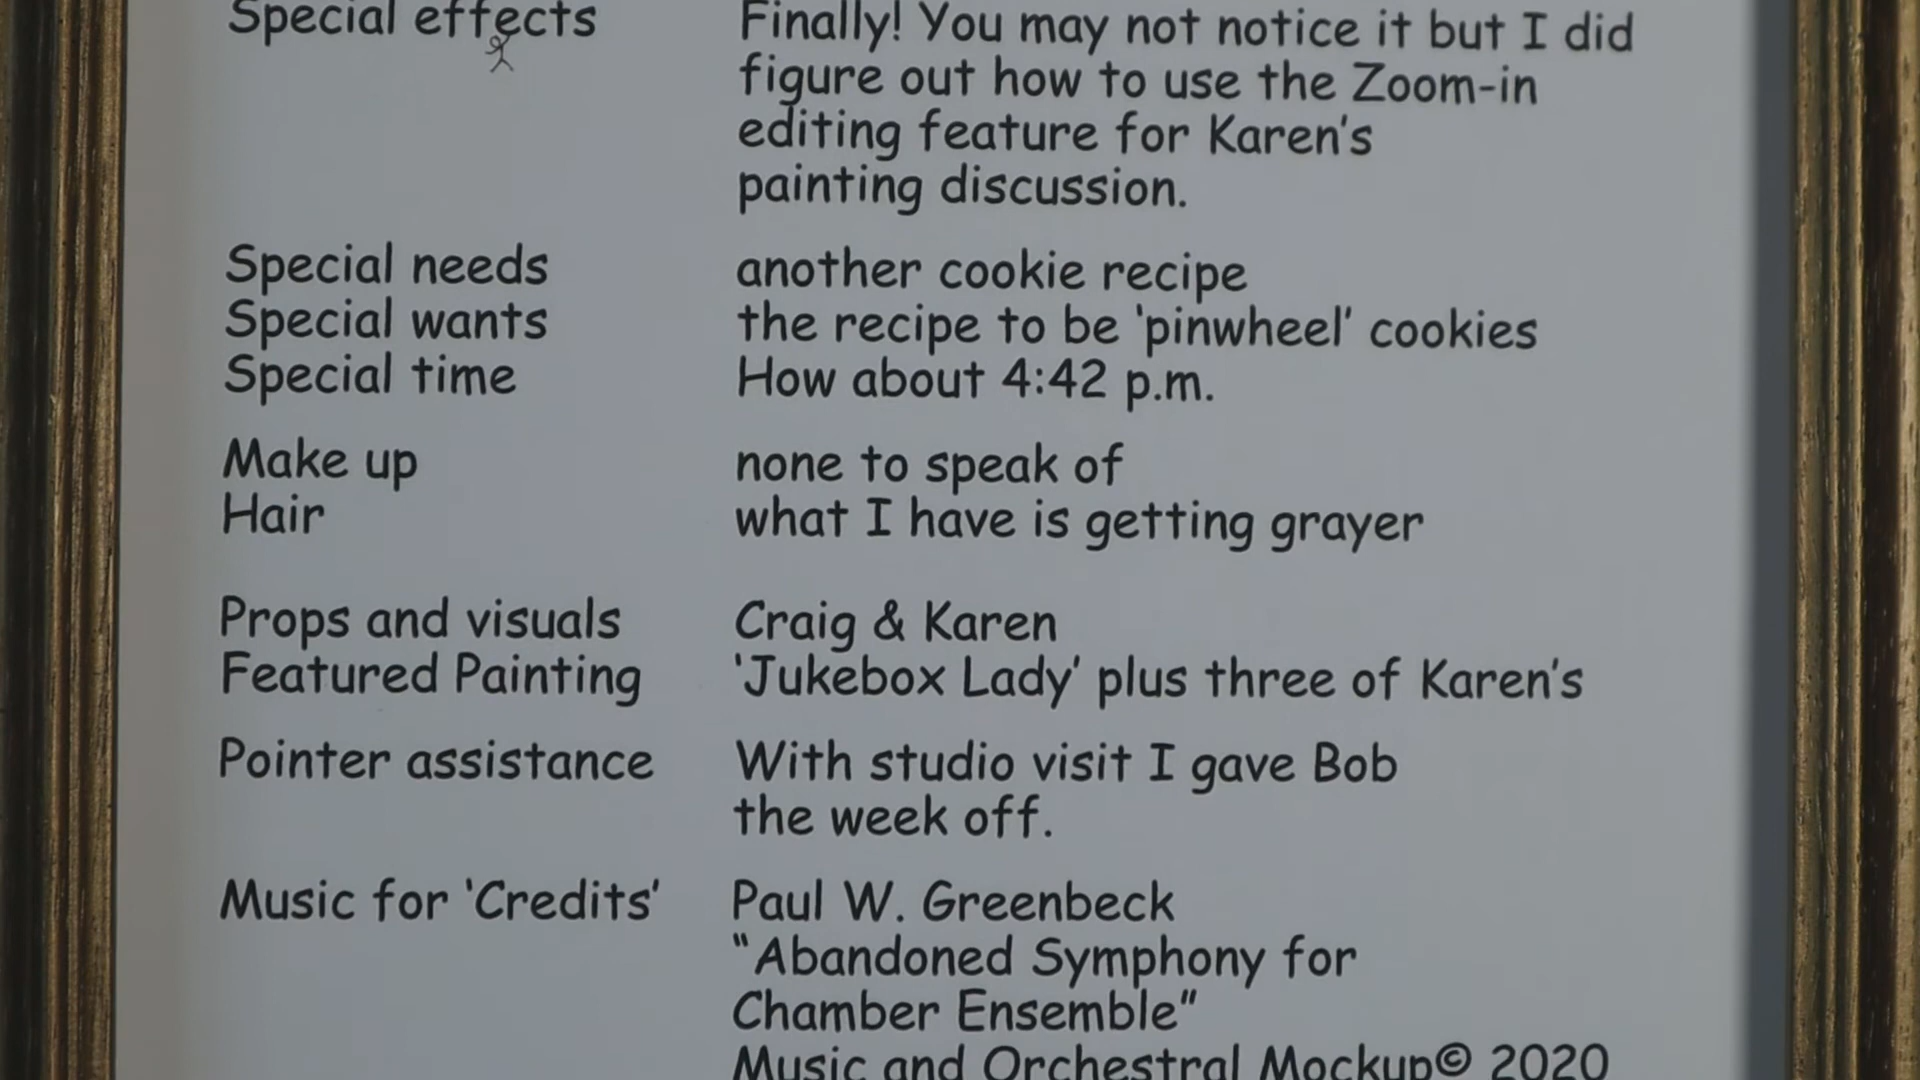 Special effects Finally! You may not notice it but I did
figure out how to use the Zoom-in
editing feature for Karen's
painting discussion.
Special needs another cookie recipe
Special wants the recipe to be 'pinwheel' cookies
Special time How about 4:42 p.m.
Make up none to speak of
Hair what I have is getting grayer
Props and visuals Craig & Karen
Featured Painting 'Jukebox Lady' plus three of Karen's
Pointer assistance With studio visit I gave Bob
the week off.
Music for 'Credits' Paul W. Greenbeck
"Abandoned Symphony for
Chamber Ensemble"
Music and Orchestral Mockup© 2020